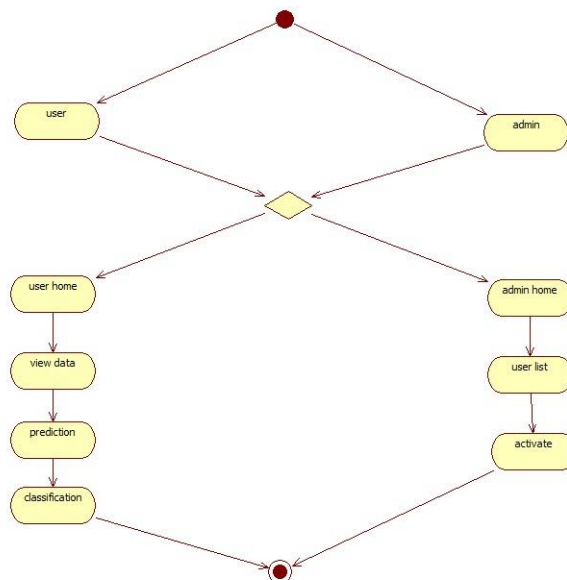 user
admin
user home
admin home
view data
user list
prediction
activate
classification